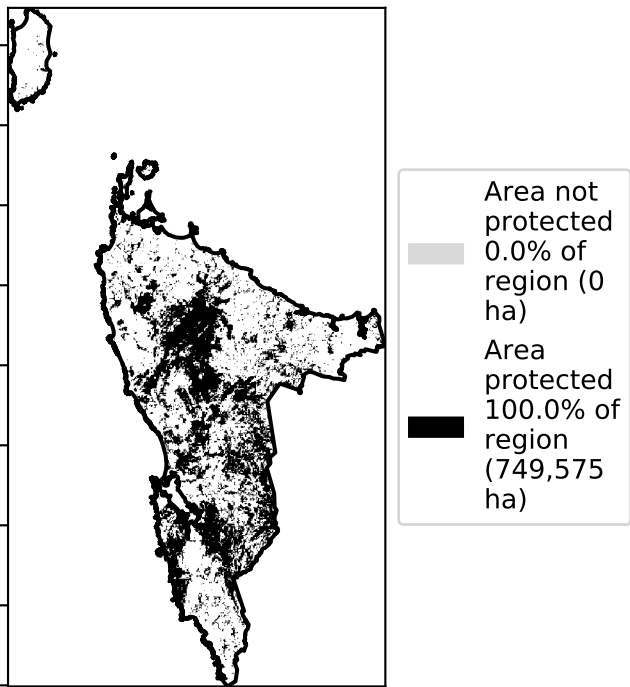 Area not
protected
0.0% of
region (0
ha)
Area
protected
100.0% of
region
(749,575
ha)